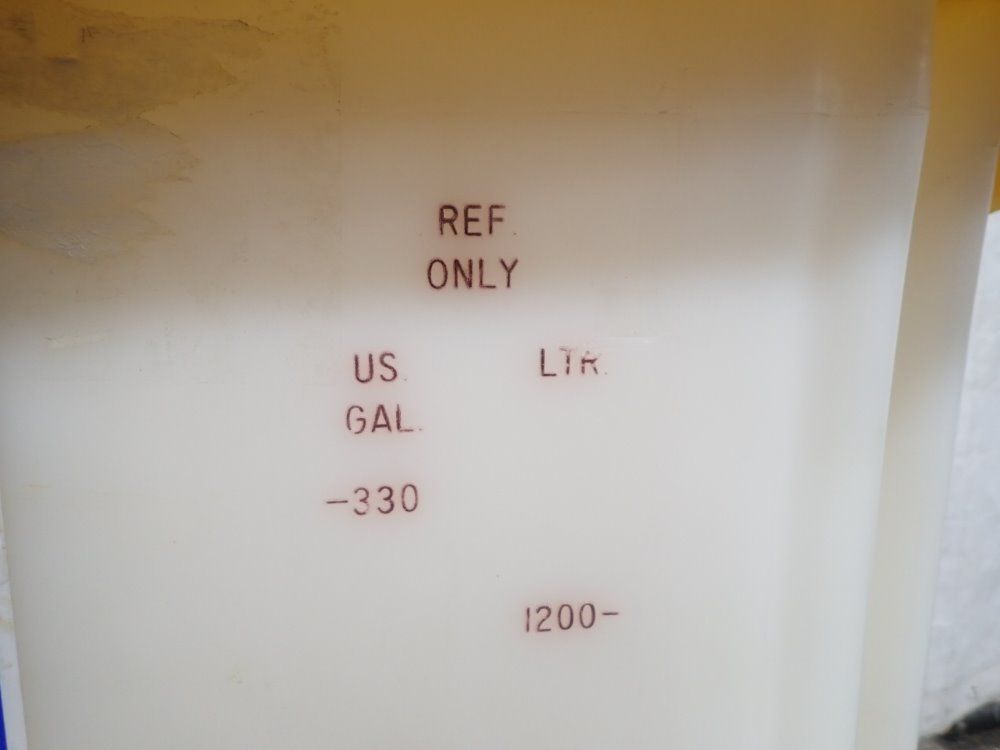 REF.
ONLY
US. LTR.
GAL.
-330
1200-